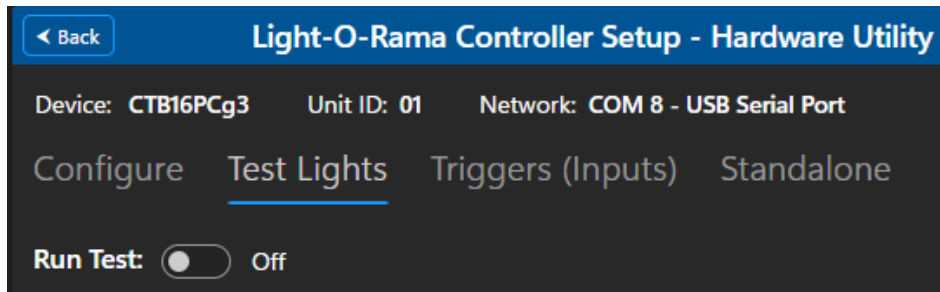 Back Light-O-Rama Controller Setup - Hardware Utility
Device: CTB16PCg3 Unit ID: 01 Network: COM 8 - USB Serial Port
Configure Test Lights Triggers (Inputs) Standalone
Run Test: Off